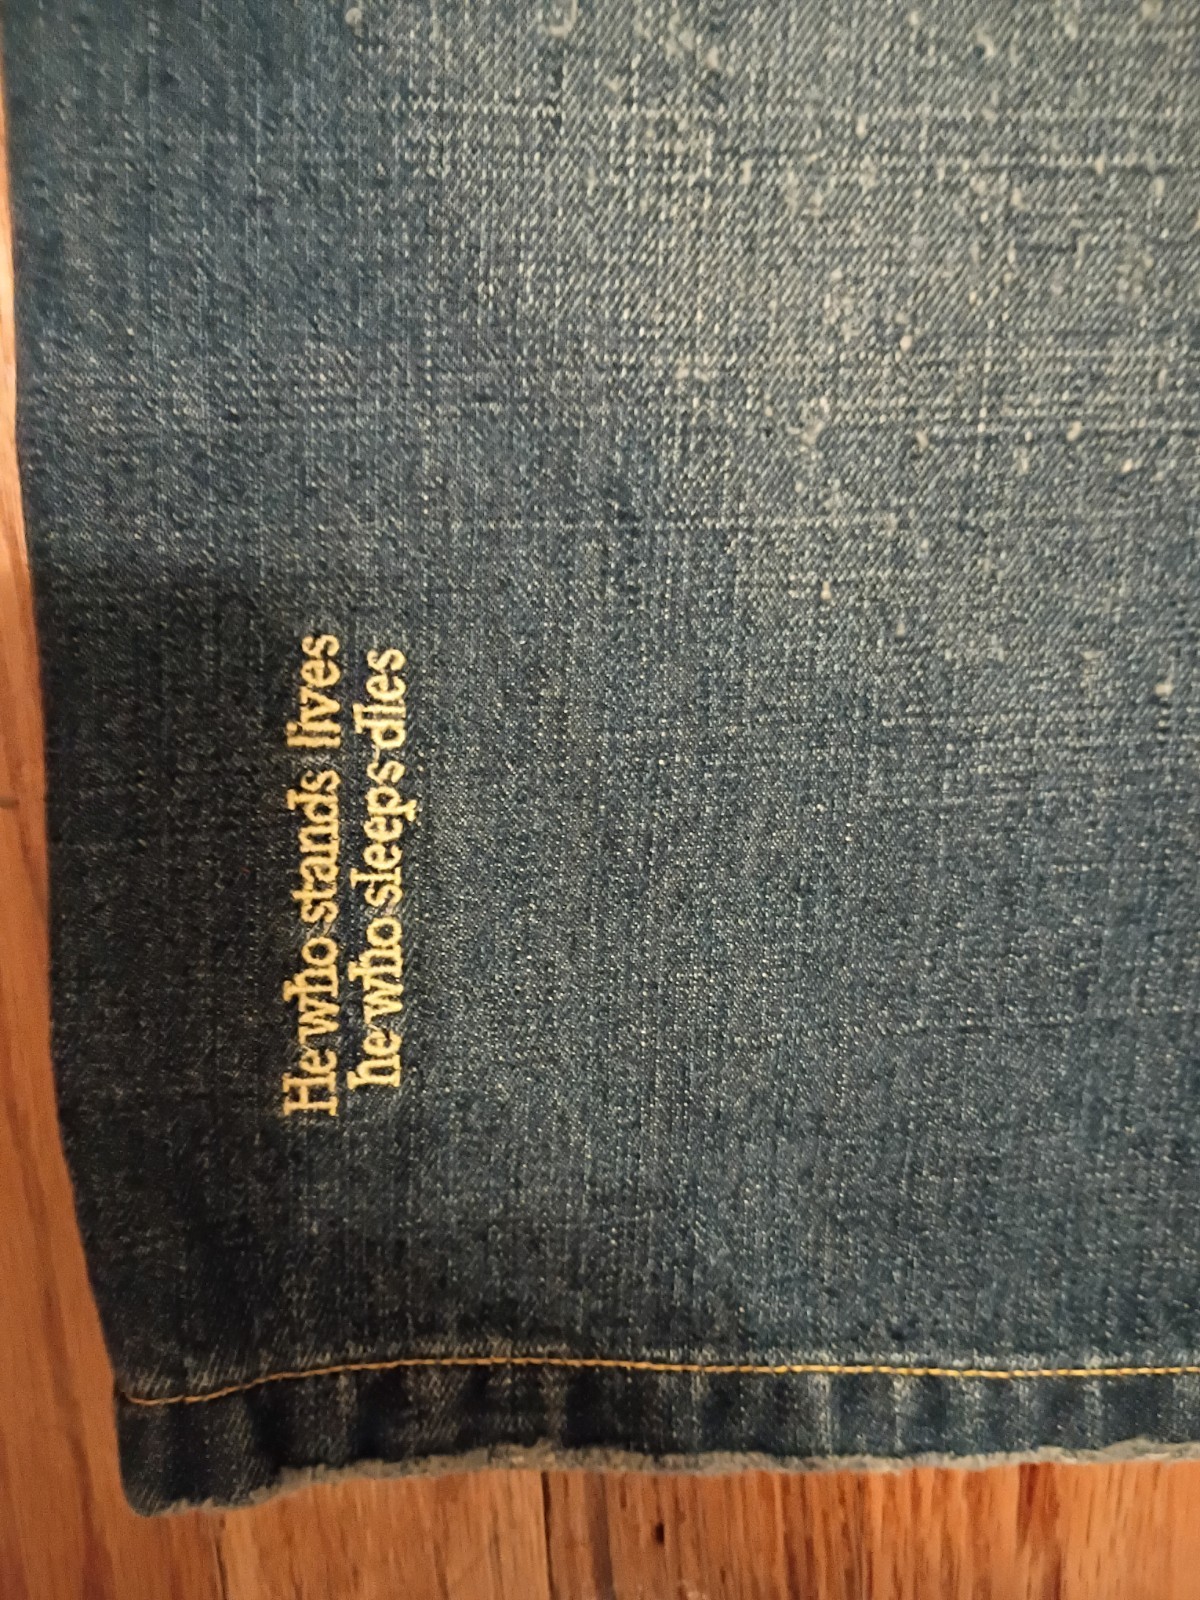 He who stands lives
he who sleeps dies